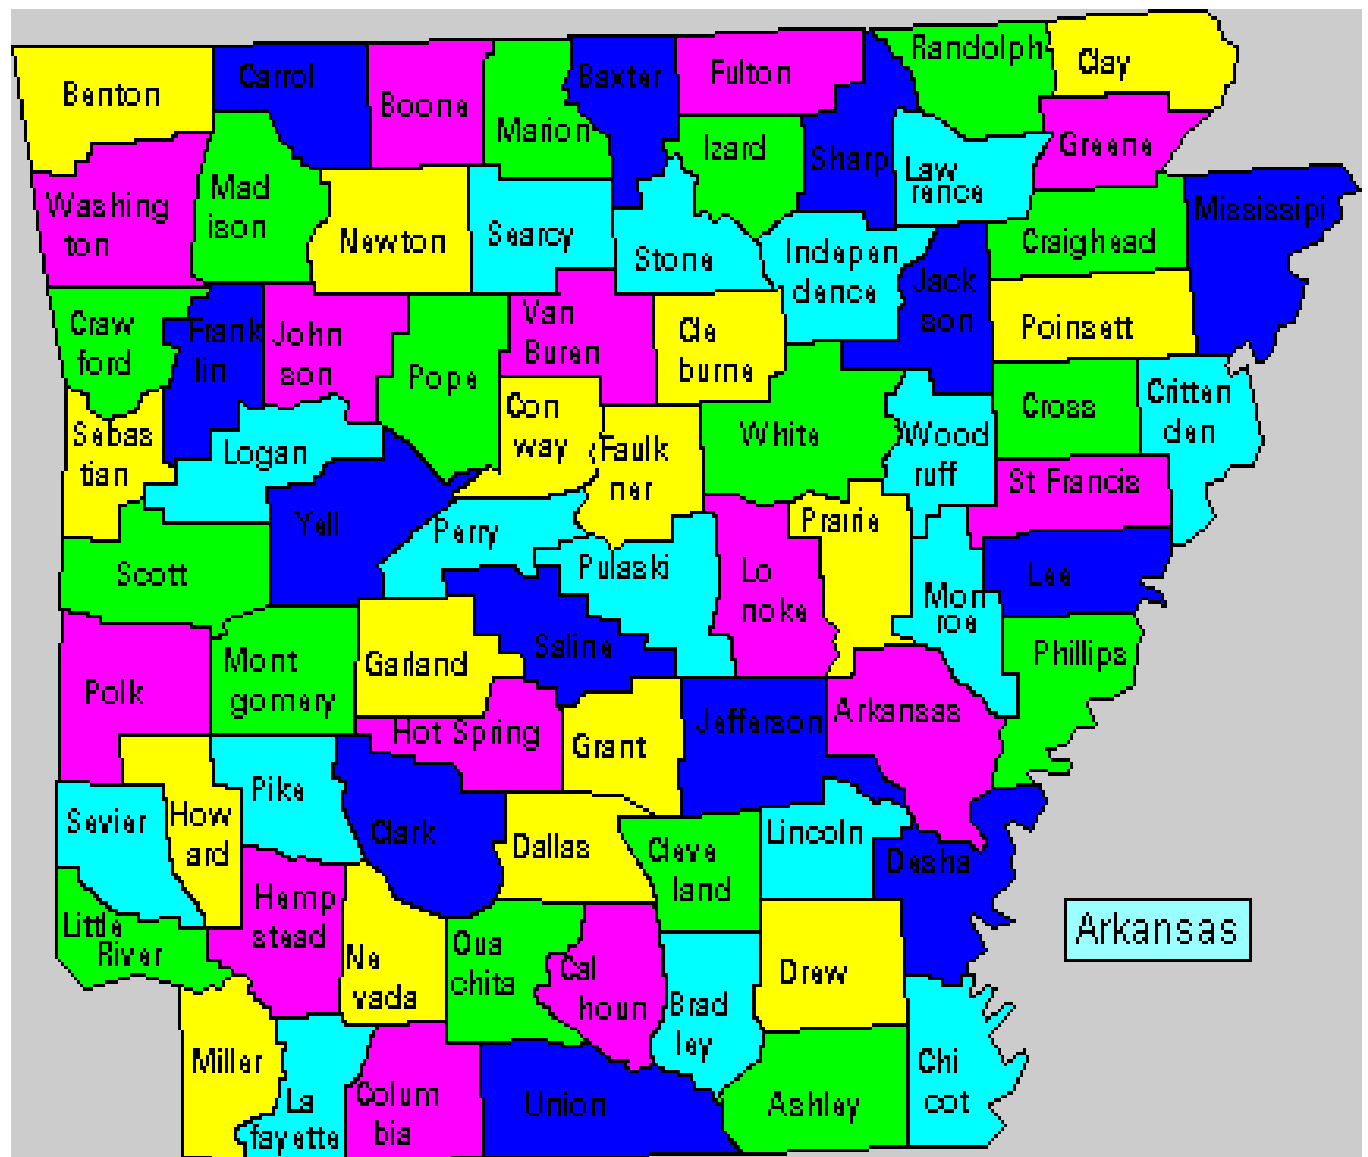 Benton
Carrol
Boone
Marion
Baxter
Fulton
Randolph
Clay
Izard
Sharp
Law
rence
Greene
Washing
ton
Mad
ison
Newton
Searcy
Stone
Indepen
dence
Jack
son
Craighead
Mississipi
Craw
ford
Frank
lin
John
son
Pope
Van
Buren
Cle
burne
Poinsett
Sebas
tian
Logan
Con
way
Faulk
ner
White
Wood
ruff
Cross
Critten
den
St Francis
Scott
Yell
Perry
Pulaski
Lo
noke
Prairie
Mon
roe
Lee
Phillips
Polk
Mont
gomery
Garland
Saline
Hot Spring
Grant
Jefferson
Arkansas
Sevier
How
ard
Pike
Clark
Dallas
Cleve
land
Lincoln
Desha
Little
River
Hemp
stead
Ne
vada
Oua
chita
Cal
houn
Brad
ley
Drew
Arkansas
Miller
La
fayette
Colum
bia
Union
Ashley
Chi
cot